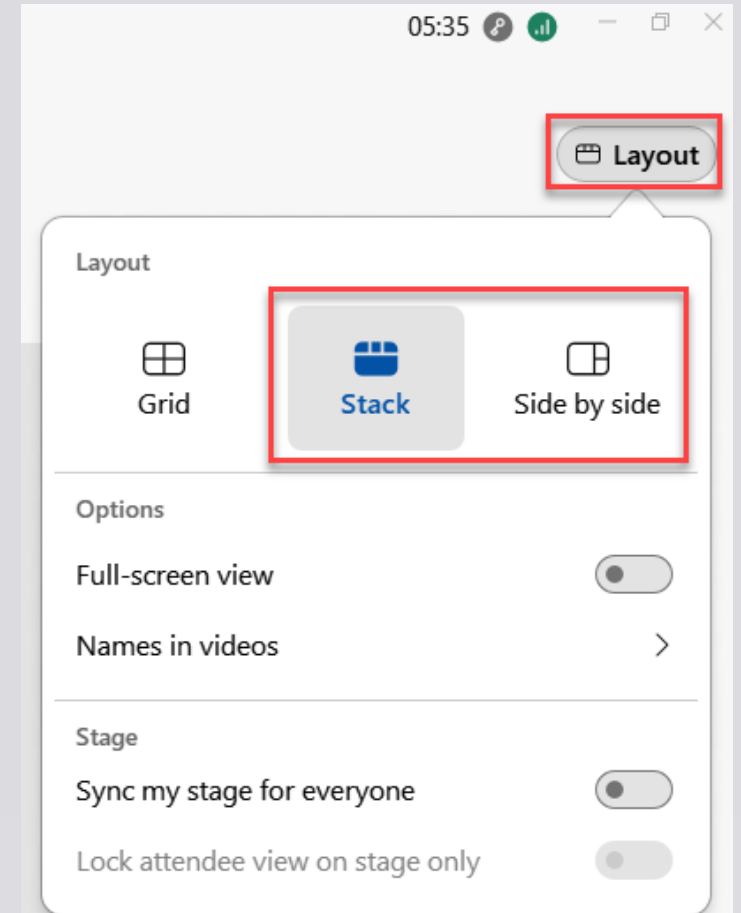 05:35
Layout
Layout
Grid Stack Side by side
Options
Full-screen view
Names in videos
Stage
Sync my stage for everyone
Lock attendee view on stage only